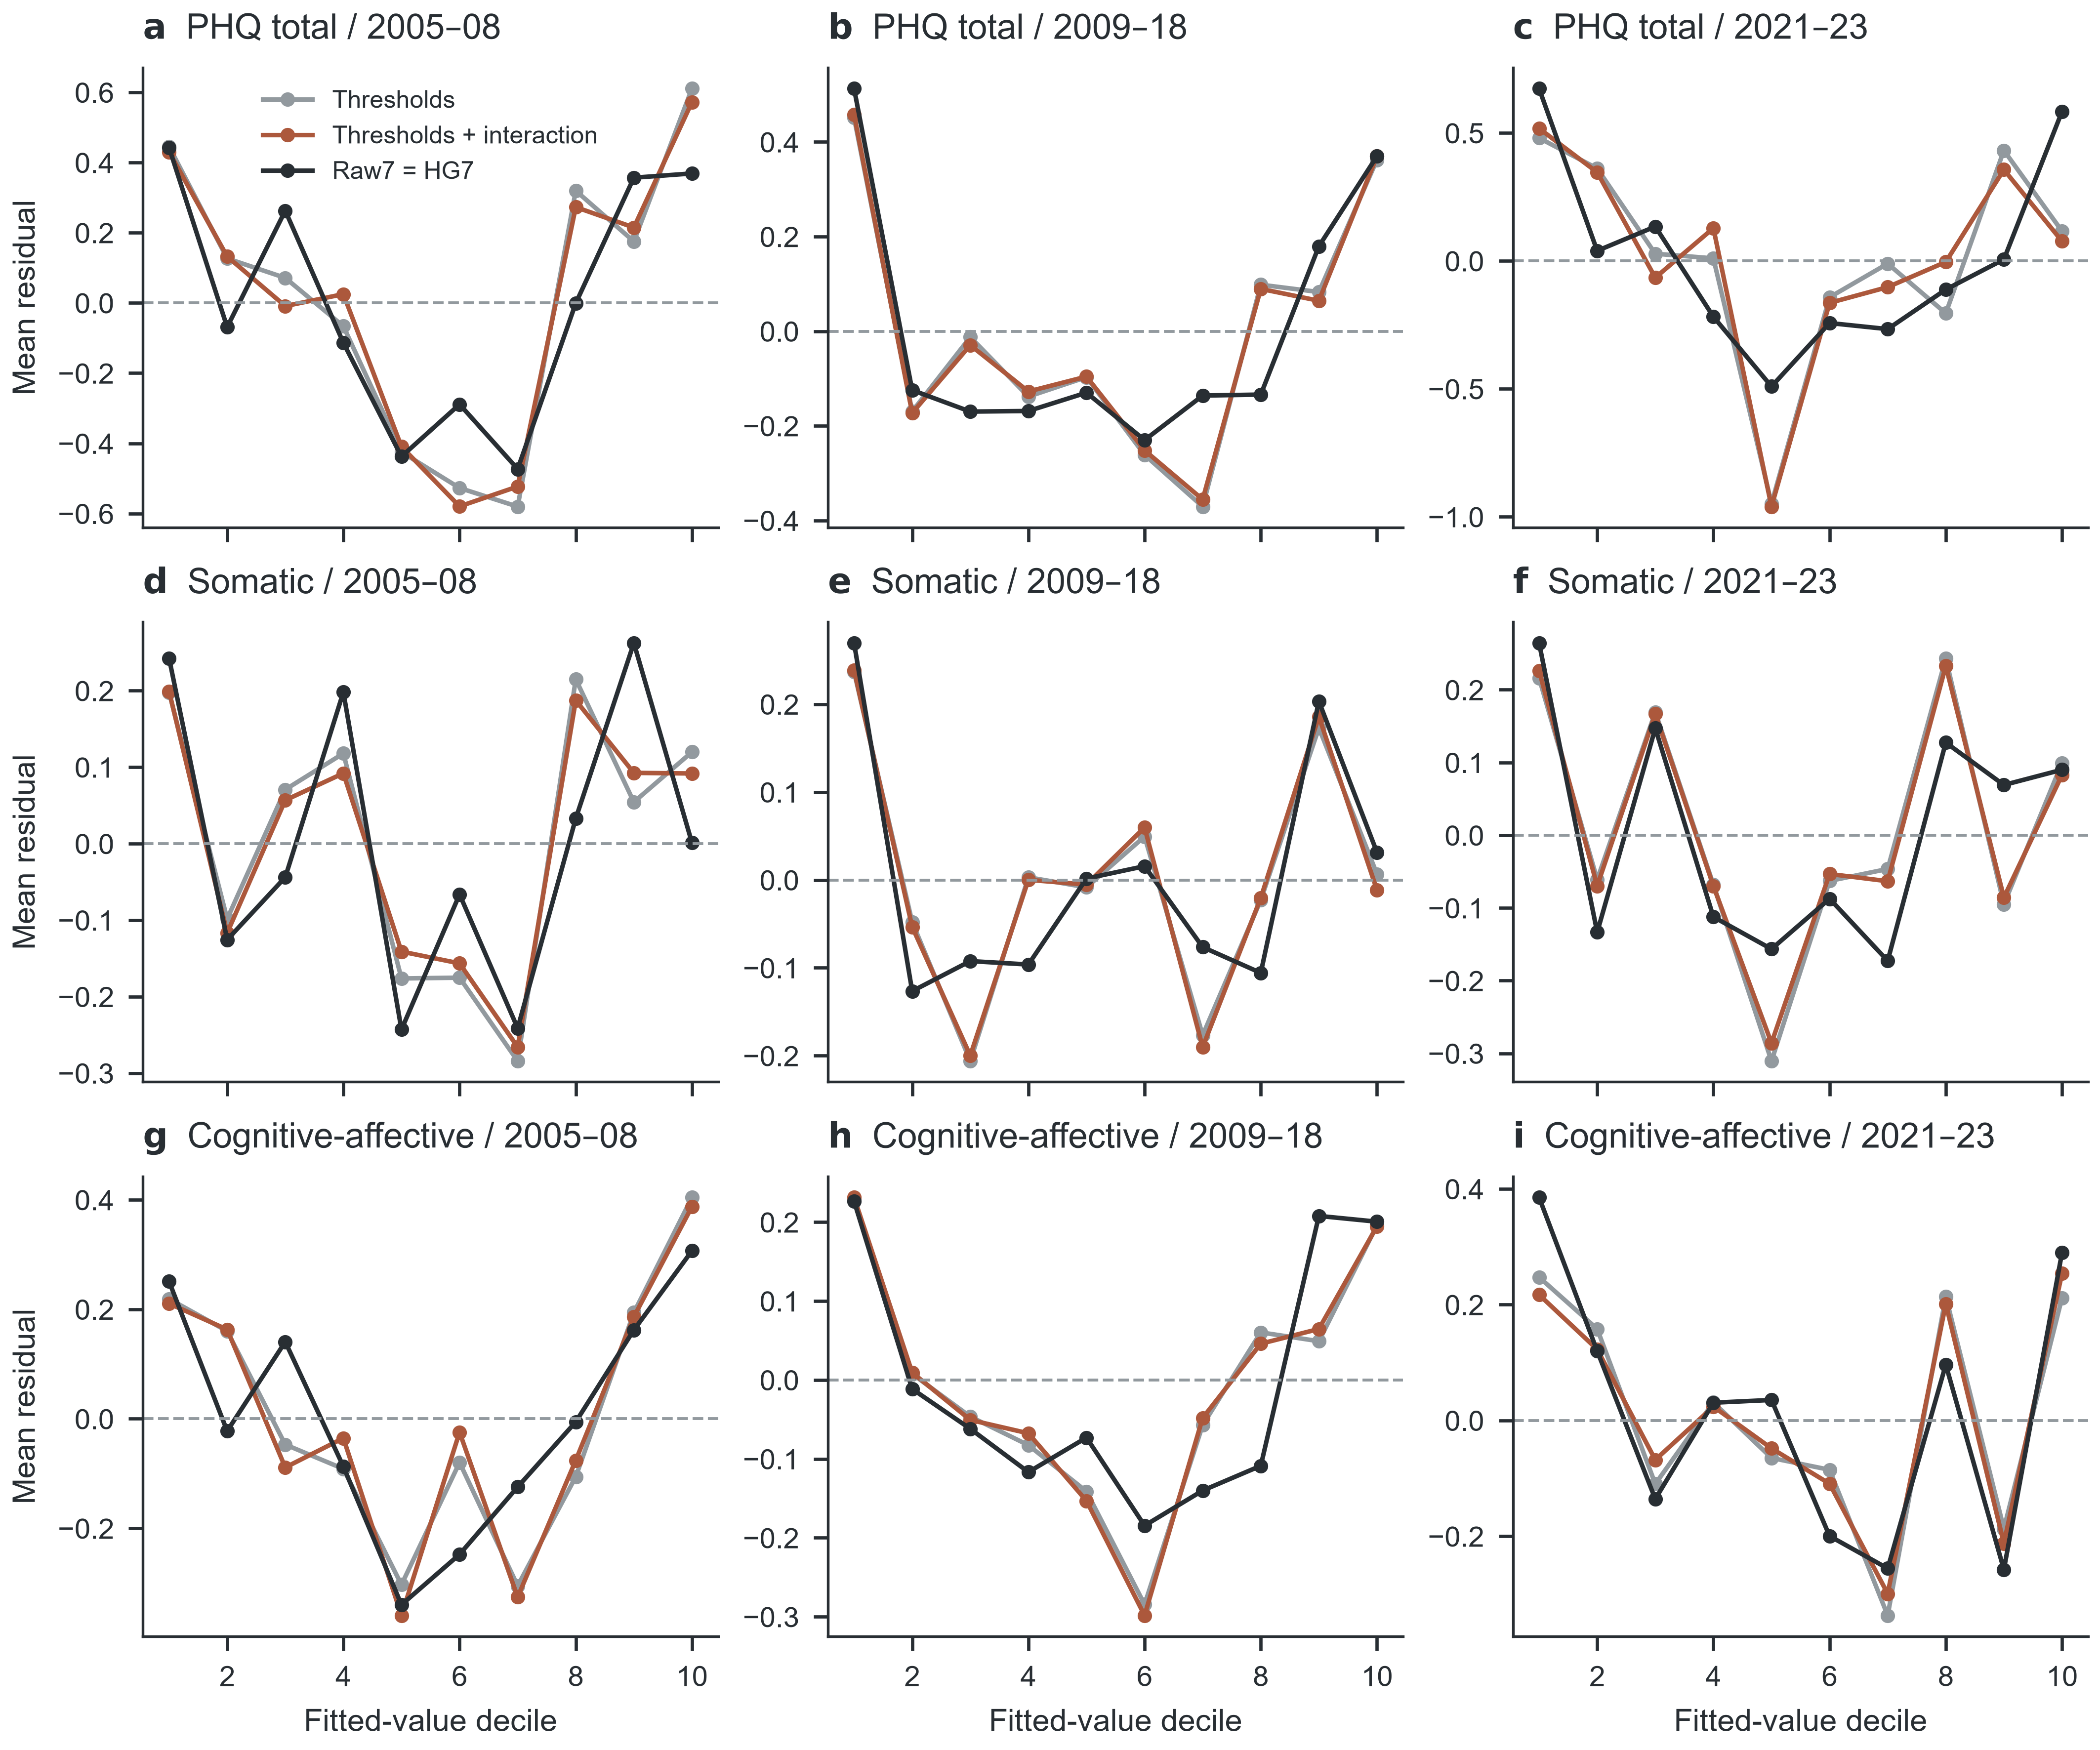 a PHQ total / 2005–08
b PHQ total / 2009–18
c PHQ total / 2021–23
Thresholds
Thresholds + interaction
Raw7 = HG7
Mean residual
0.6
0.4
0.2
0.0
−0.2
−0.4
−0.6
0.4
0.2
0.0
−0.2
−0.4
0.5
0.0
−0.5
−1.0
d Somatic / 2005–08
e Somatic / 2009–18
f Somatic / 2021–23
Mean residual
0.2
0.1
0.0
−0.1
−0.2
−0.3
0.2
0.1
0.0
−0.1
−0.2
0.2
0.1
0.0
−0.1
−0.2
−0.3
g Cognitive-affective / 2005–08
h Cognitive-affective / 2009–18
i Cognitive-affective / 2021–23
Mean residual
0.4
0.2
0.0
−0.2
0.2
0.1
0.0
−0.1
−0.2
−0.3
0.4
0.2
0.0
−0.2
2 4 6 8 10
2 4 6 8 10
2 4 6 8 10
Fitted-value decile
Fitted-value decile
Fitted-value decile